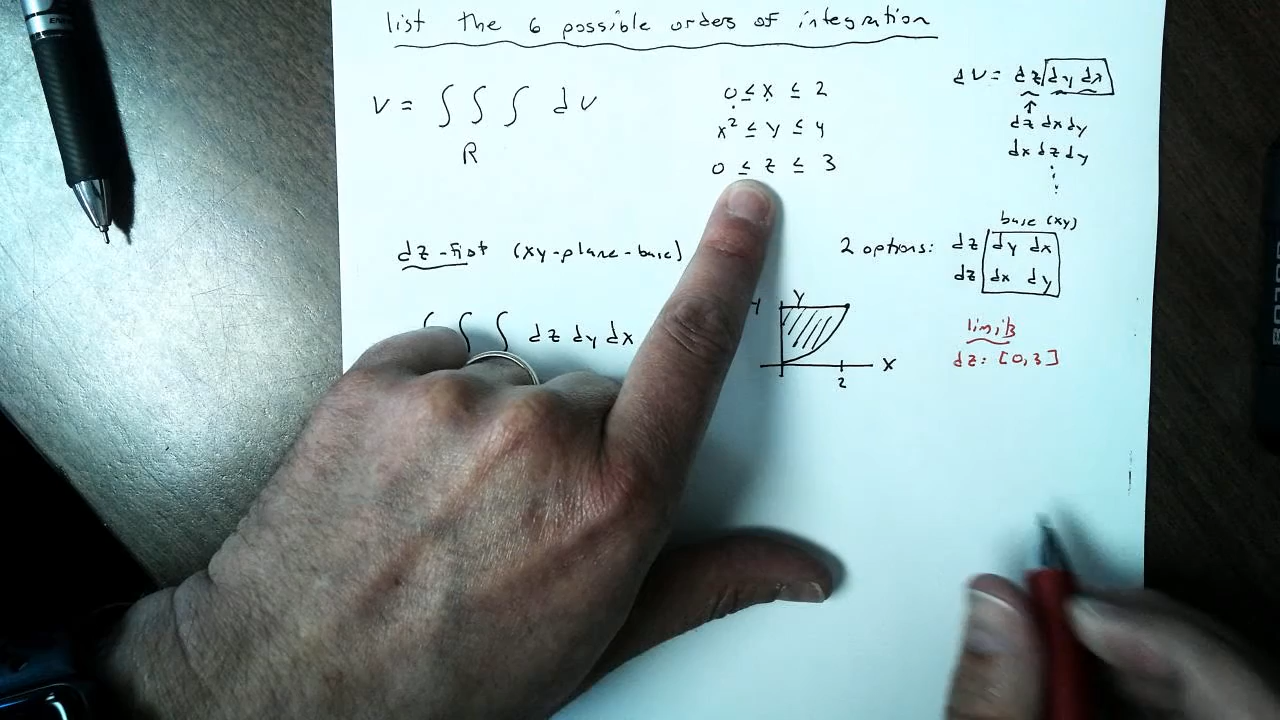 list the 6 possible orders of integration
V = ∫ ∫ ∫ dV
R
0 ≤ x ≤ 2
x² ≤ y ≤ 4
0 ≤ z ≤ 3
dV = dz dy dx
↑
dz dx dy
dx dz dy
⋮
dz - First (xy-plane-base)
2 options:
base (xy)
dz dy dx
dz dx dy
∫ ∫ ∫ dz dy dx
y
x
2
limits
dz: [0,3]